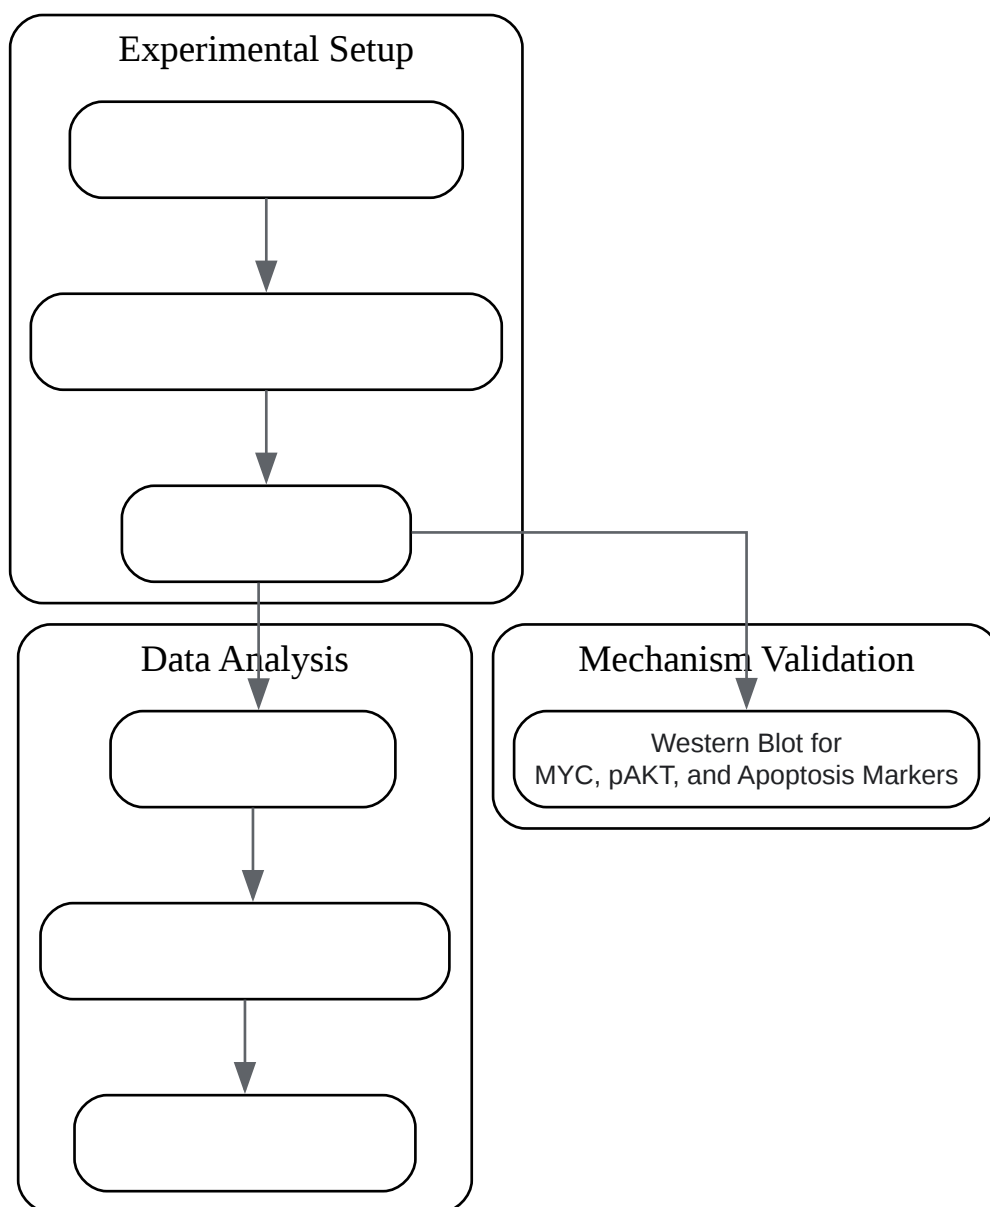 Experimental Setup
Data Analysis
Mechanism Validation
Western Blot for
MYC, pAKT, and Apoptosis Markers